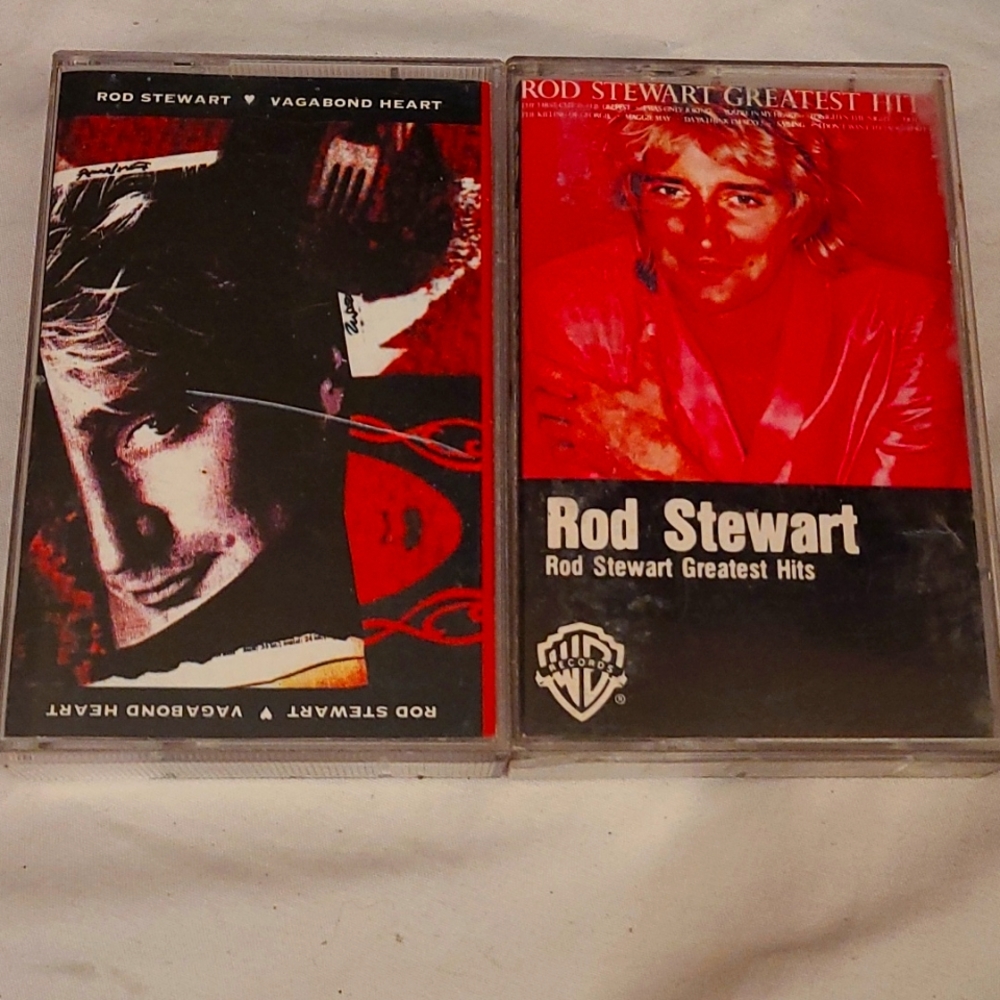 ROD STEWART ♥ VAGABOND HEART
ROD STEWART ♥ VAGABOND HEART
ROD STEWART GREATEST HIT
MAGGIE MAY
Rod Stewart
Rod Stewart Greatest Hits
RECORDS
®